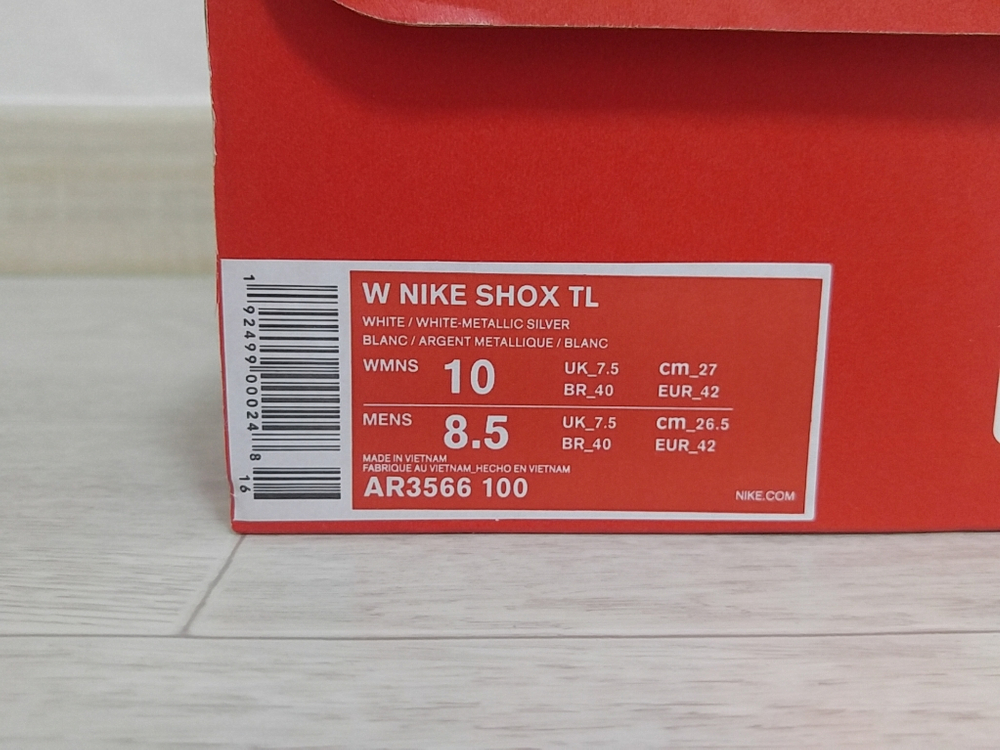 1 92499 00024 8
16
W NIKE SHOX TL
WHITE / WHITE-METALLIC SILVER
BLANC / ARGENT METALLIQUE / BLANC
WMNS 10 UK_7.5 cm_27
BR_40 EUR_42
MENS 8.5 UK_7.5 cm_26.5
BR_40 EUR_42
MADE IN VIETNAM
FABRIQUE AU VIETNAM_HECHO EN VIETNAM
AR3566 100
NIKE.COM